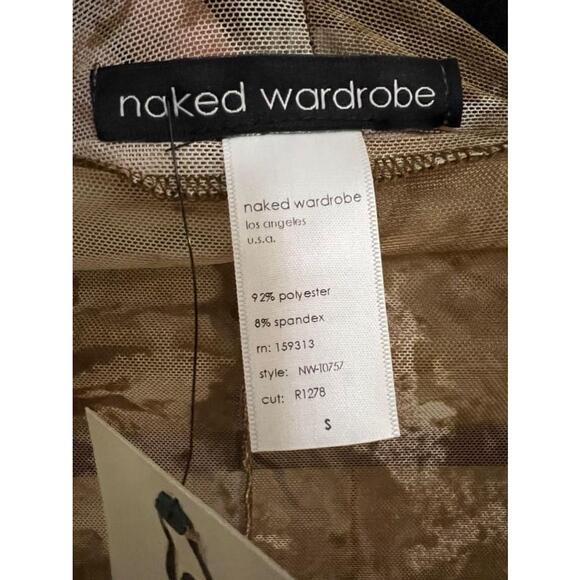 naked wardrobe
naked wardrobe
los angeles
u.s.a.
92% polyester
8% spandex
rn: 159313
style: NW-T0757
cut: R1278
S